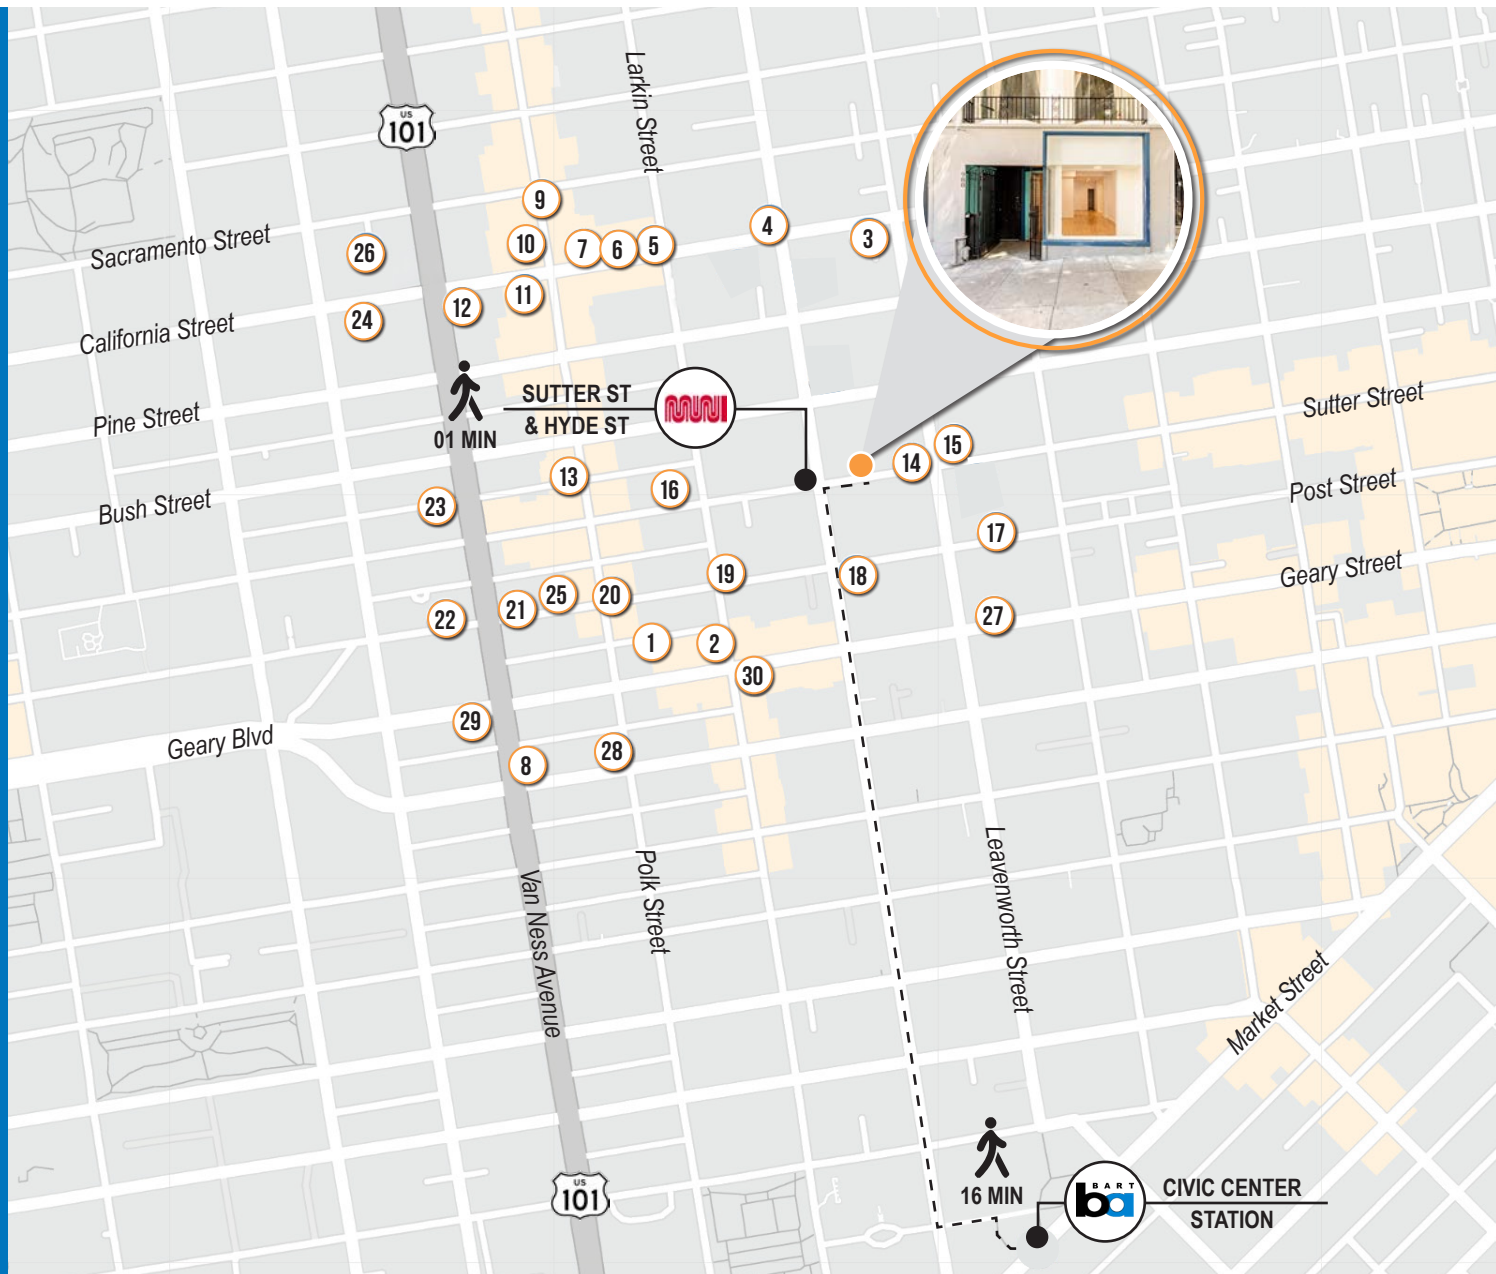 Larkin Street
US
101
9
4
3
10
7
6
5
Sacramento Street
26
11
12
24
California Street
SUTTER ST
& HYDE ST
muni
01 MIN
Pine Street
Sutter Street
15
14
13
16
Post Street
Bush Street
23
17
Geary Street
19
18
25
20
21
22
27
1
2
30
29
Geary Blvd
28
8
Leavenworth Street
Polk Street
Van Ness Avenue
Market Street
16 MIN
US
101
BART
ba
CIVIC CENTER
STATION